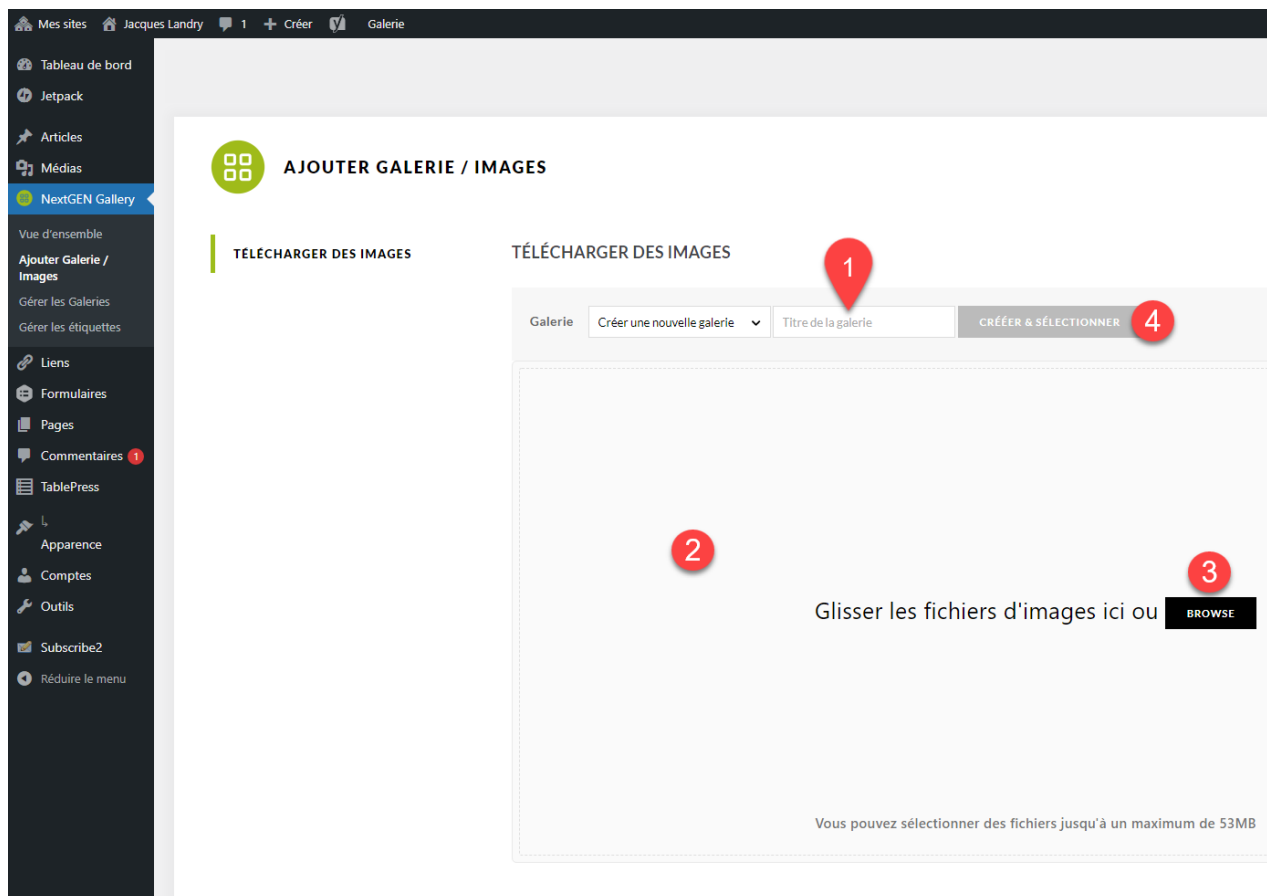 Mes sites Jacques Landry 1 + Créer Galerie
Tableau de bord
Jetpack
Articles
Médias
NextGEN Gallery
Vue d'ensemble
Ajouter Galerie /
Images
Gérer les Galeries
Gérer les étiquettes
Liens
Formulaires
Pages
Commentaires 1
TablePress
Apparence
Comptes
Outils
Subscribe2
Réduire le menu
AJOUTER GALERIE / IMAGES
TÉLÉCHARGER DES IMAGES
TÉLÉCHARGER DES IMAGES
1
Galerie Créer une nouvelle galerie Titre de la galerie CRÉÉER & SÉLECTIONNER 4
2
3
Glisser les fichiers d'images ici ou BROWSE
Vous pouvez sélectionner des fichiers jusqu'à un maximum de 53MB